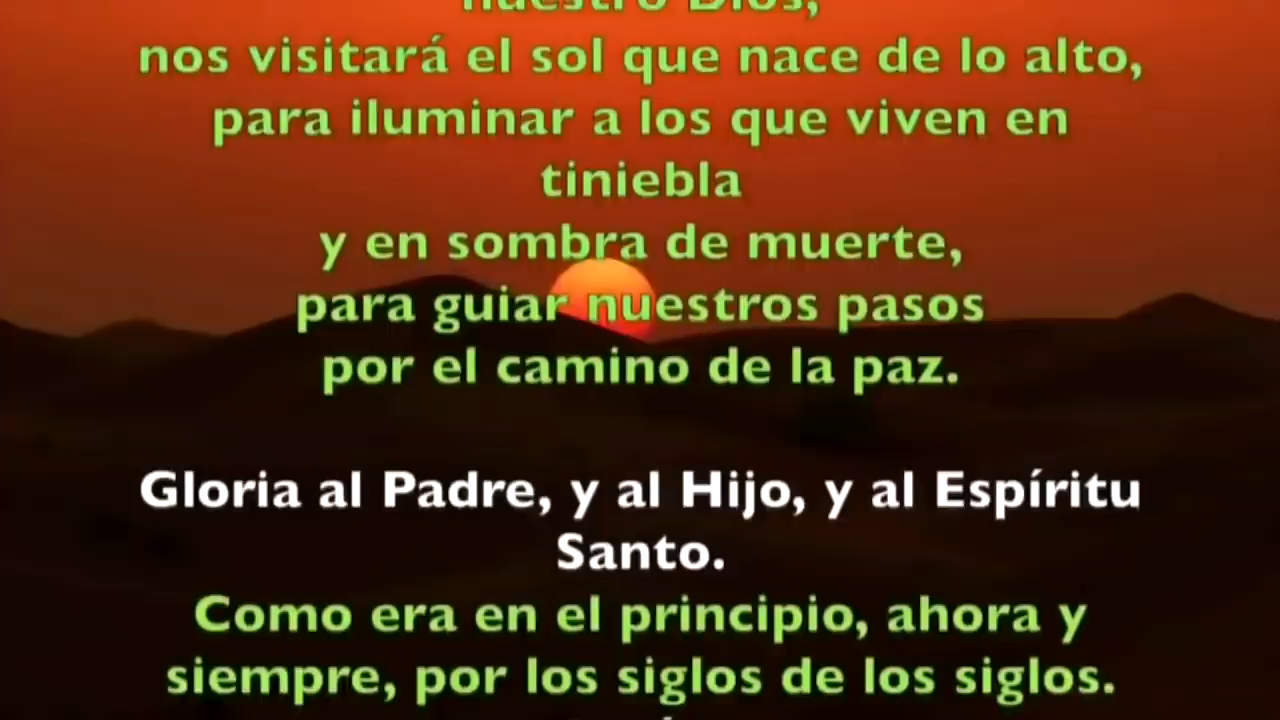 nuestro Dios,
nos visitará el sol que nace de lo alto,
para iluminar a los que viven en
tiniebla
y en sombra de muerte,
para guiar nuestros pasos
por el camino de la paz.
Gloria al Padre, y al Hijo, y al Espíritu
Santo.
Como era en el principio, ahora y
siempre, por los siglos de los siglos.